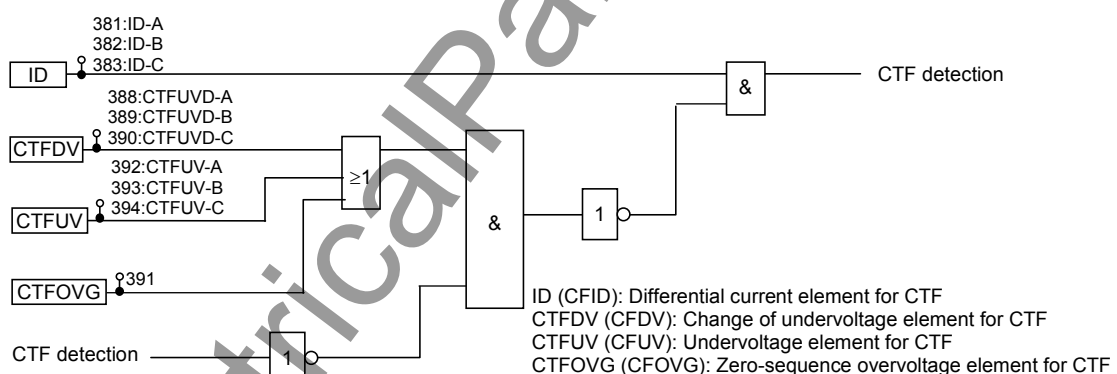 381:ID-A
382:ID-B
383:ID-C
ID
CTF detection
&
388:CTFUVD-A
389:CTFUVD-B
390:CTFUVD-C
CTFDV
≥1
392:CTFUV-A
393:CTFUV-B
394:CTFUV-C
CTFUV
&
1
CTFOVG
391
CTF detection
1
ID (CFID): Differential current element for CTF
CTFDV (CFDV): Change of undervoltage element for CTF
CTFUV (CFUV): Undervoltage element for CTF
CTFOVG (CFOVG): Zero-sequence overvoltage element for CTF